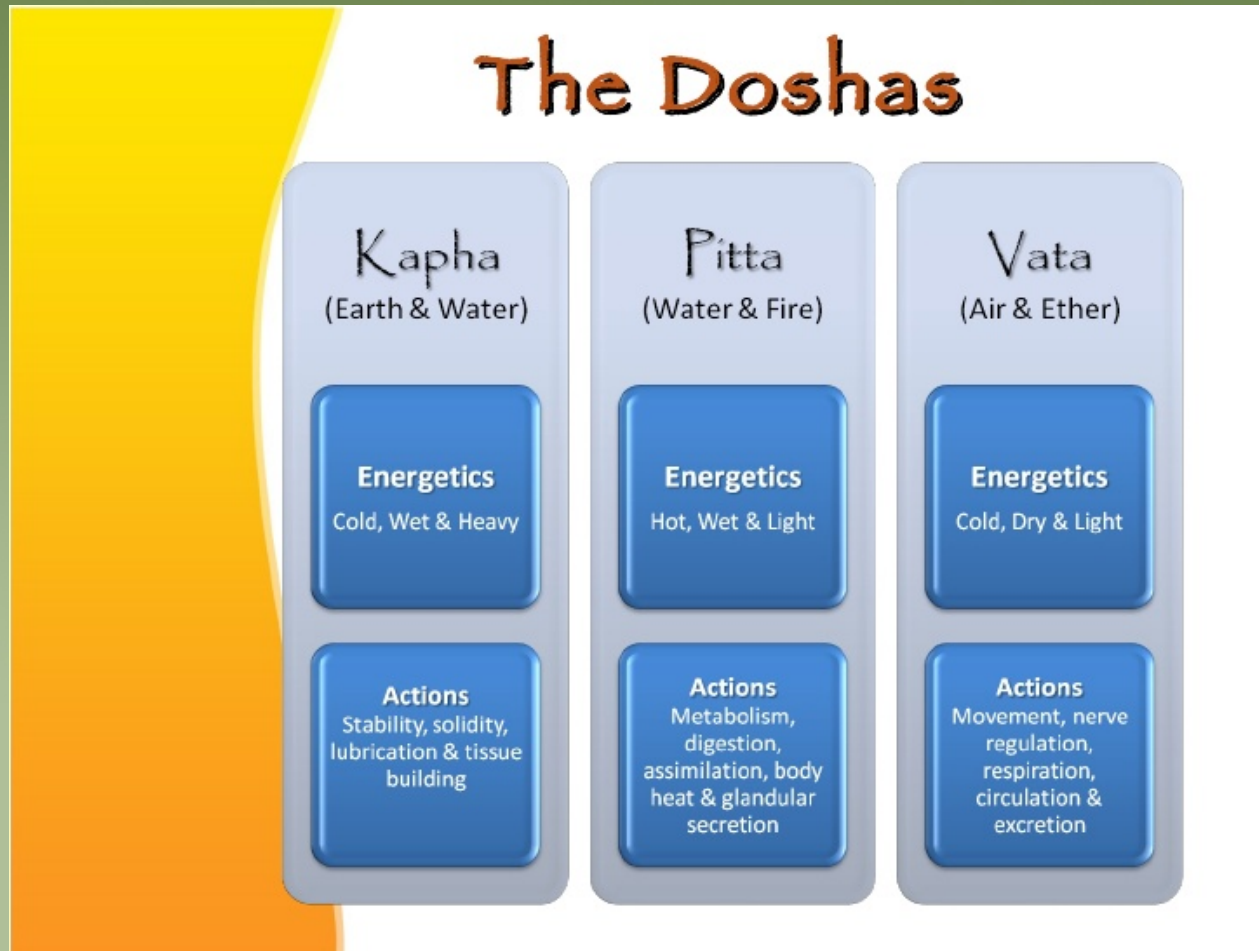 The Doshas
Kapha
(Earth & Water)
Energetics
Cold, Wet & Heavy
Actions
Stability, solidity,
lubrication & tissue
building
Pitta
(Water & Fire)
Energetics
Hot, Wet & Light
Actions
Metabolism,
digestion,
assimilation, body
heat & glandular
secretion
Vata
(Air & Ether)
Energetics
Cold, Dry & Light
Actions
Movement, nerve
regulation,
respiration,
circulation &
excretion